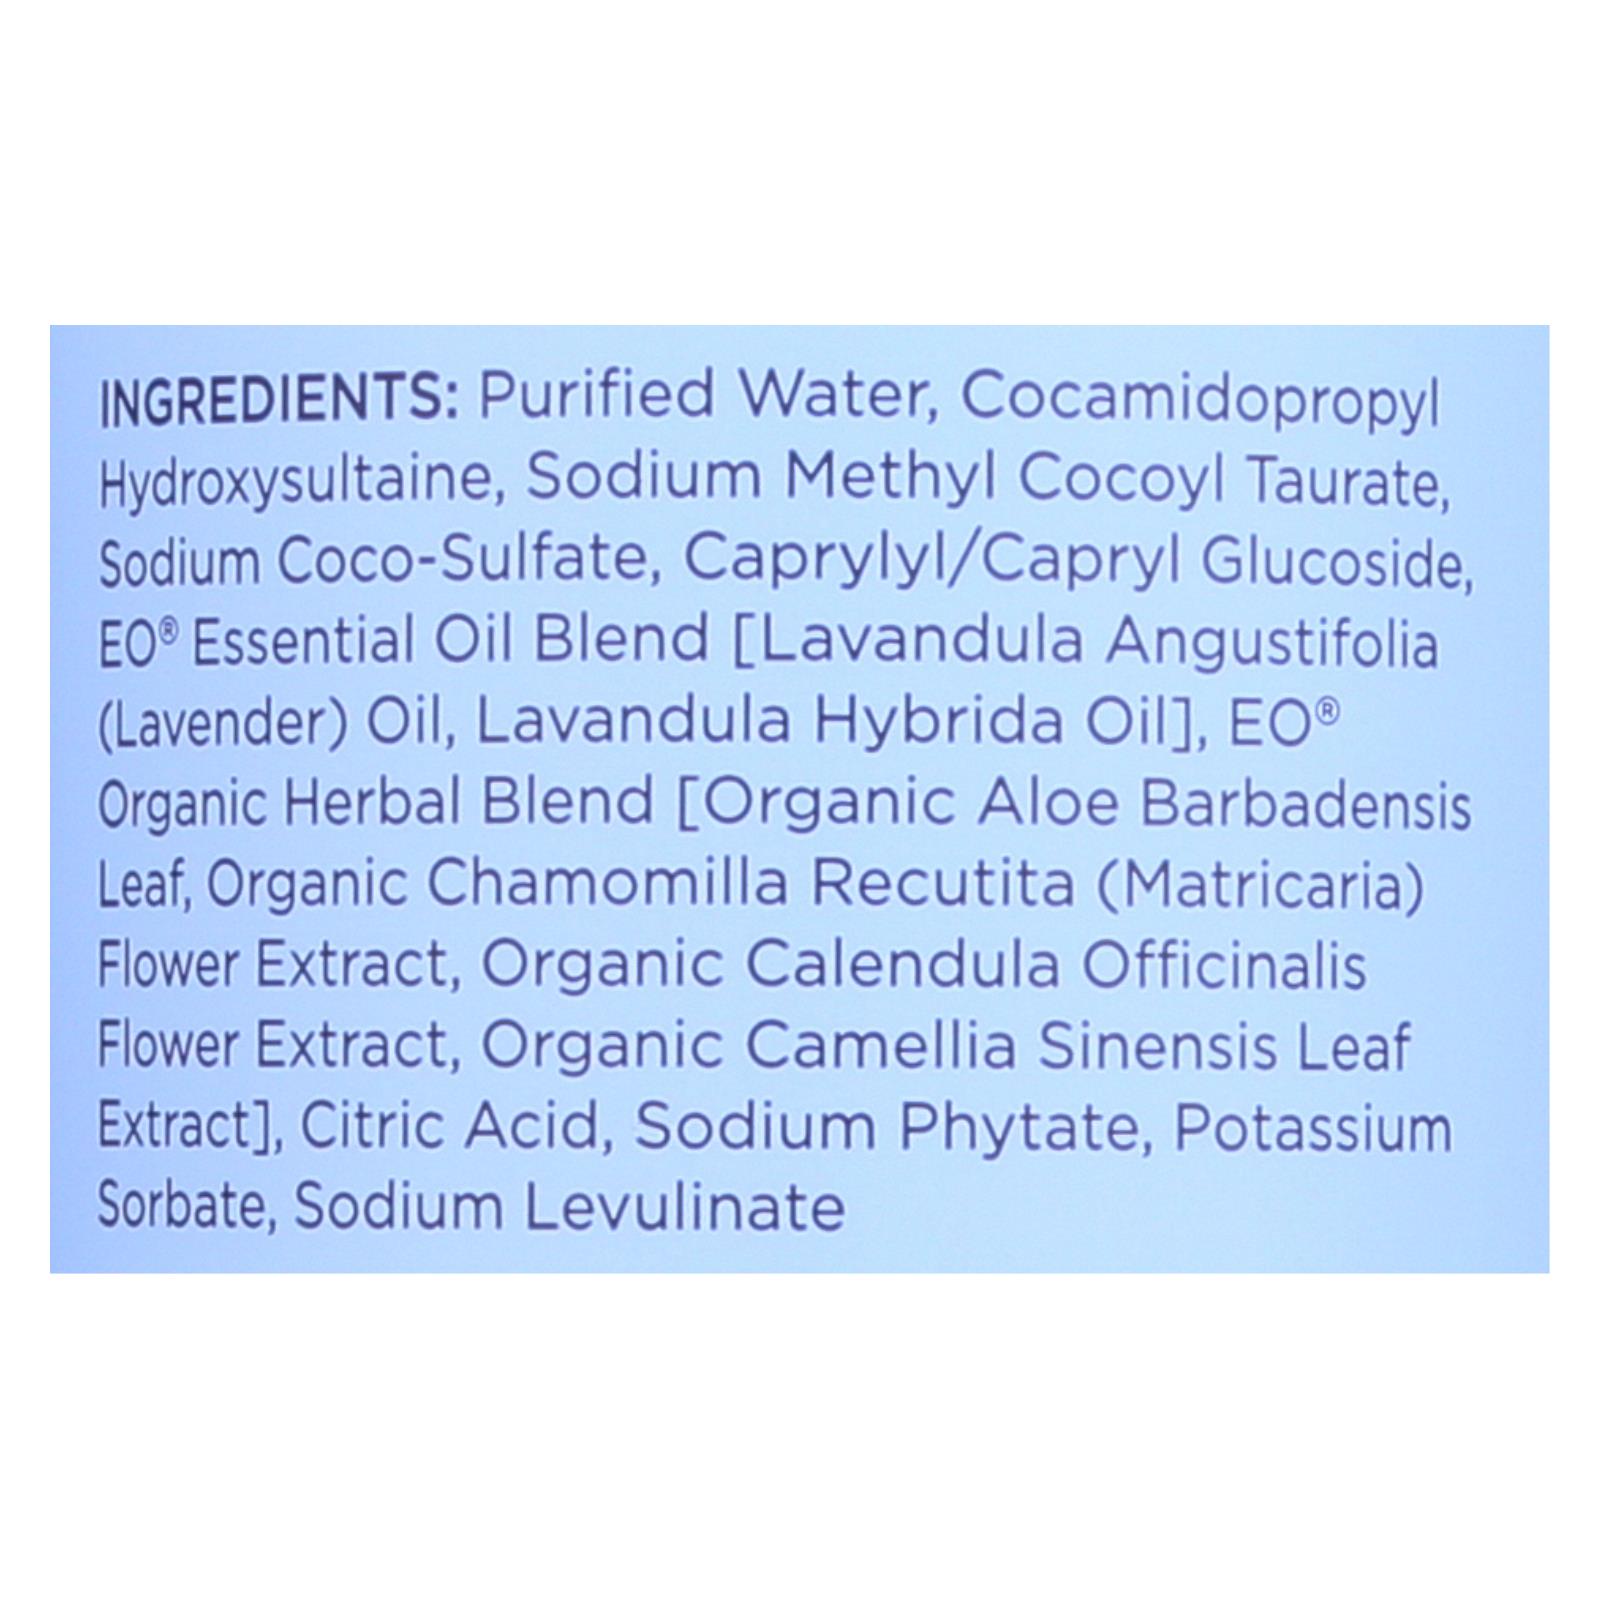 INGREDIENTS: Purified Water, Cocamidopropyl
Hydroxysultaine, Sodium Methyl Cocoyl Taurate,
Sodium Coco-Sulfate, Caprylyl/Capryl Glucoside,
EO® Essential Oil Blend [Lavandula Angustifolia
(Lavender) Oil, Lavandula Hybrida Oil], EO®
Organic Herbal Blend [Organic Aloe Barbadensis
Leaf, Organic Chamomilla Recutita (Matricaria)
Flower Extract, Organic Calendula Officinalis
Flower Extract, Organic Camellia Sinensis Leaf
Extract], Citric Acid, Sodium Phytate, Potassium
Sorbate, Sodium Levulinate